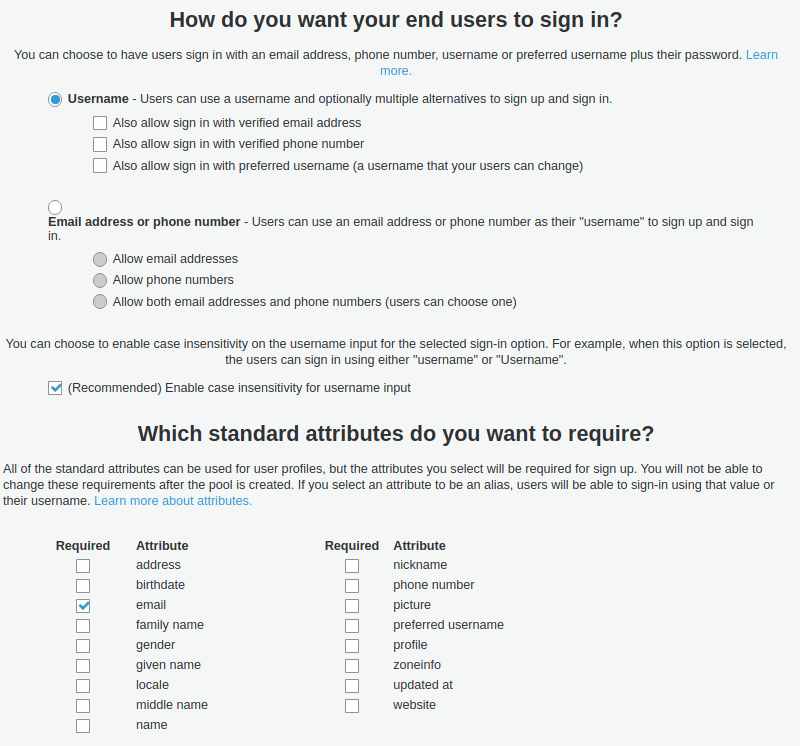 How do you want your end users to sign in?
You can choose to have users sign in with an email address, phone number, username or preferred username plus their password. Learn
more.
Username - Users can use a username and optionally multiple alternatives to sign up and sign in.
Also allow sign in with verified email address
Also allow sign in with verified phone number
Also allow sign in with preferred username (a username that your users can change)
Email address or phone number - Users can use an email address or phone number as their "username" to sign up and sign
in.
Allow email addresses
Allow phone numbers
Allow both email addresses and phone numbers (users can choose one)
You can choose to enable case insensitivity on the username input for the selected sign-in option. For example, when this option is selected,
the users can sign in using either "username" or "Username".
(Recommended) Enable case insensitivity for username input
Which standard attributes do you want to require?
All of the standard attributes can be used for user profiles, but the attributes you select will be required for sign up. You will not be able to
change these requirements after the pool is created. If you select an attribute to be an alias, users will be able to sign-in using that value or
their username. Learn more about attributes.
Required Attribute Required Attribute
address nickname
birthdate phone number
email picture
family name preferred username
gender profile
given name zoneinfo
locale updated at
middle name website
name